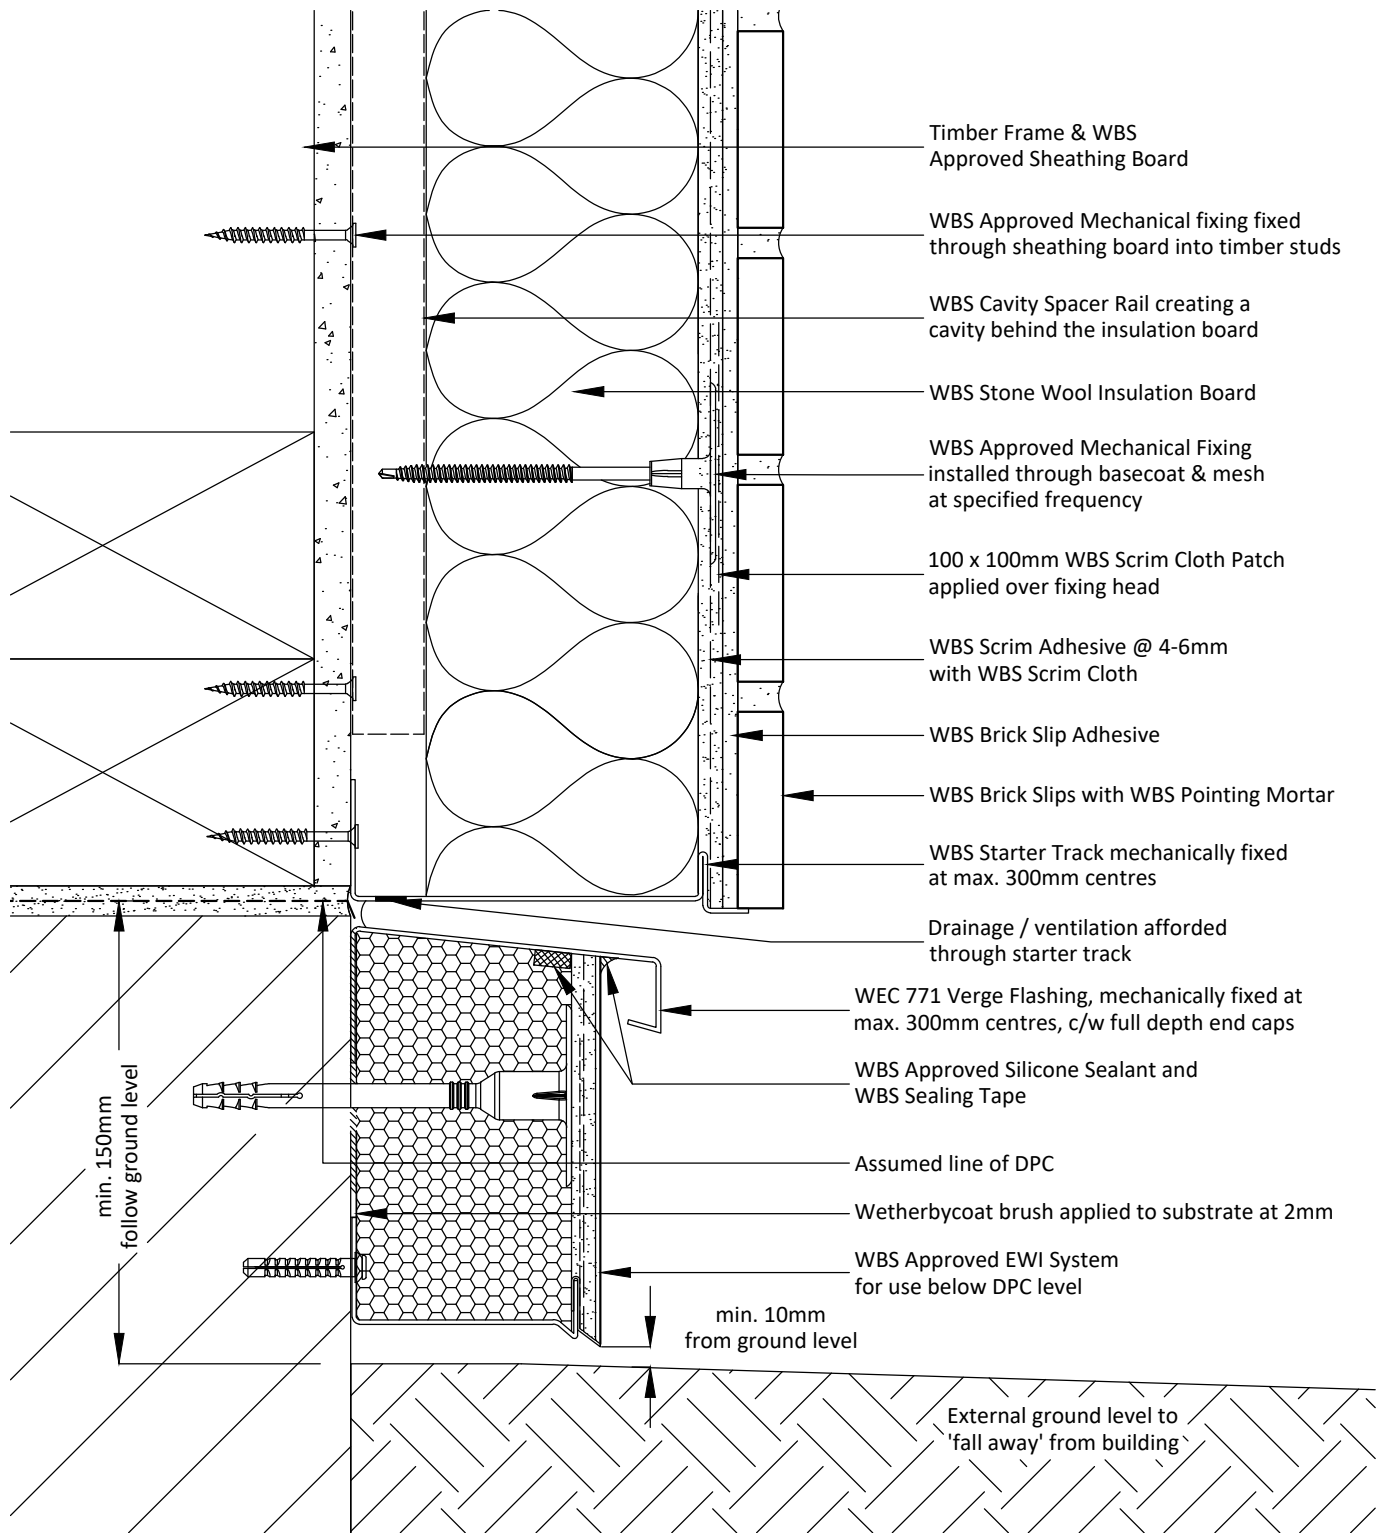 Timber Frame & WBS
Approved Sheathing Board
WBS Approved Mechanical fixing fixed
through sheathing board into timber studs
WBS Cavity Spacer Rail creating a
cavity behind the insulation board
WBS Stone Wool Insulation Board
WBS Approved Mechanical Fixing
installed through basecoat & mesh
at specified frequency
100 x 100mm WBS Scrim Cloth Patch
applied over fixing head
WBS Scrim Adhesive @ 4-6mm
with WBS Scrim Cloth
WBS Brick Slip Adhesive
WBS Brick Slips with WBS Pointing Mortar
WBS Starter Track mechanically fixed
at max. 300mm centres
Drainage / ventilation afforded
through starter track
WEC 771 Verge Flashing, mechanically fixed at
max. 300mm centres, c/w full depth end caps
WBS Approved Silicone Sealant and
WBS Sealing Tape
Assumed line of DPC
Wetherbycoat brush applied to substrate at 2mm
WBS Approved EWI System
for use below DPC level
min. 150mm
follow ground level
min. 10mm
from ground level
External ground level to
'fall away' from building